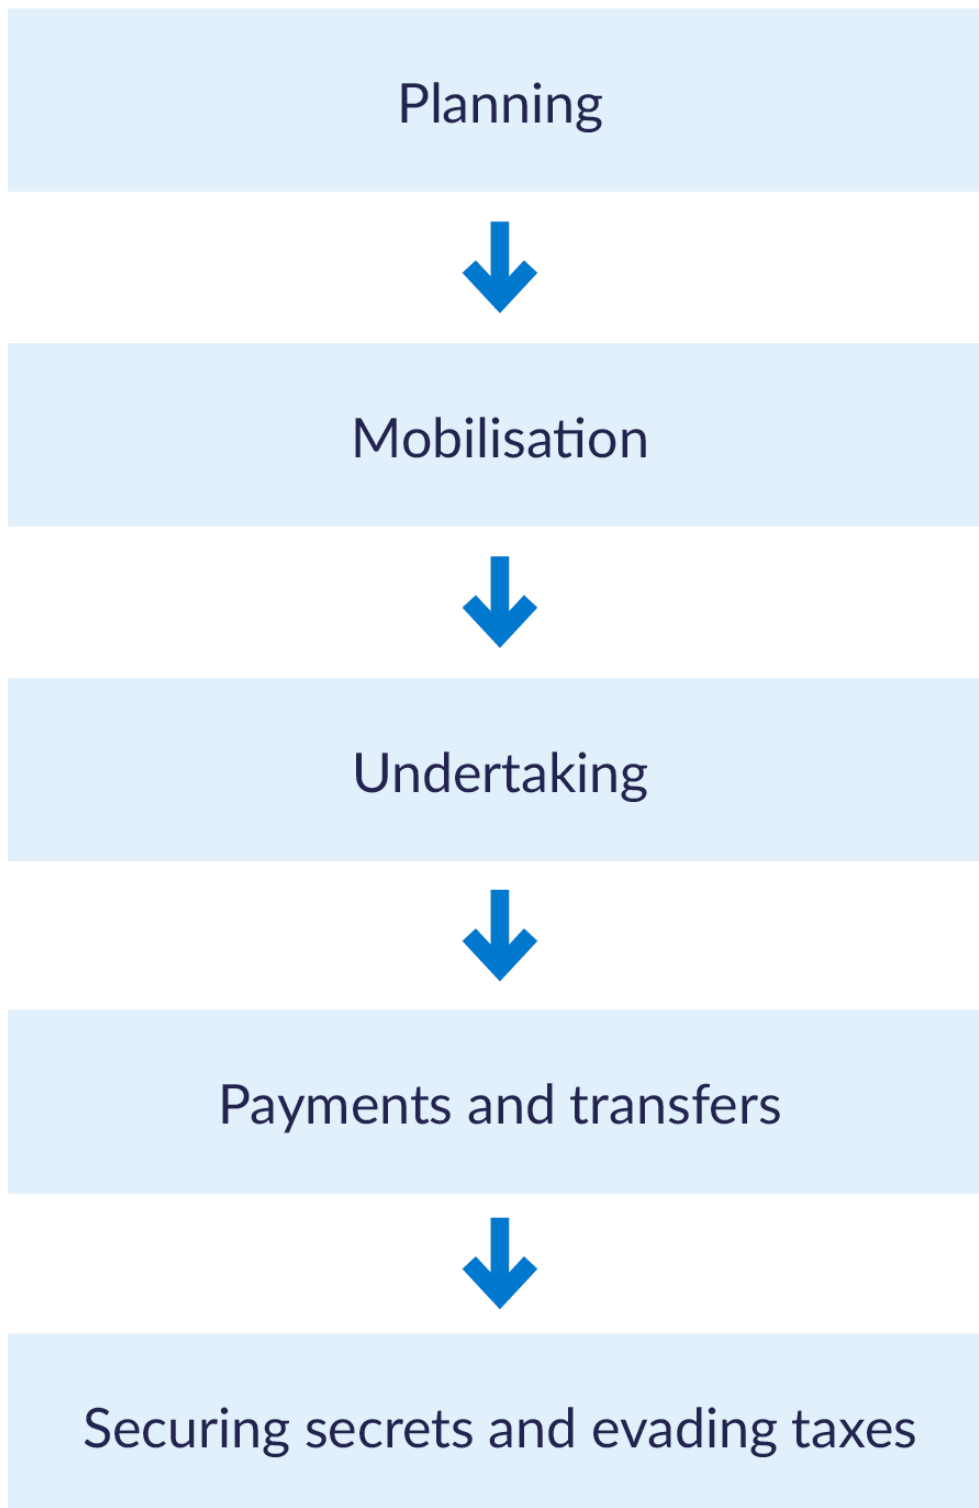 Planning
Mobilisation
Undertaking
Payments and transfers
Securing secrets and evading taxes